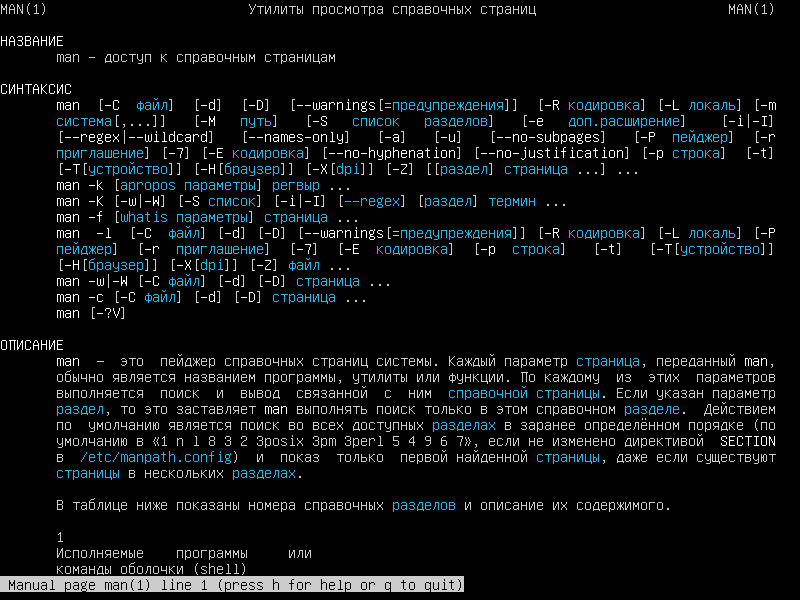 MAN(1) Утилиты просмотра справочных страниц MAN(1)
НАЗВАНИЕ
man - доступ к справочным страницам
СИНТАКСИС
man [-C файл] [-d] [-D] [--warnings[=предупреждения]] [-R кодировка] [-L локаль] [-m
система[,...]] [-M путь] [-S список разделов] [-e доп.расширение] [-i|-I]
[--regex|--wildcard] [--names-only] [-a] [-u] [--no-subpages] [-P пейджер] [-r
приглашение] [-7] [-E кодировка] [--no-hyphenation] [--no-justification] [-p строка] [-t]
[-T[устройство]] [-H[браузер]] [-X[dpi]] [-Z] [[раздел] страница ...] ...
man -k [apropos параметры] регвыр ...
man -K [-w|-W] [-S список] [-i|-I] [--regex] [раздел] термин ...
man -f [whatis параметры] страница ...
man -l [-C файл] [-d] [-D] [--warnings[=предупреждения]] [-R кодировка] [-L локаль] [-P
пейджер] [-r приглашение] [-7] [-E кодировка] [-p строка] [-t] [-T[устройство]]
[-H[браузер]] [-X[dpi]] [-Z] файл ...
man -w|-W [-C файл] [-d] [-D] страница ...
man -c [-C файл] [-d] [-D] страница ...
man [-?V]
ОПИСАНИЕ
man - это пейджер справочных страниц системы. Каждый параметр страница, переданный man,
обычно является названием программы, утилиты или функции. По каждому из этих параметров
выполняется поиск и вывод связанной с ним справочной страницы. Если указан параметр
раздел, то это заставляет man выполнять поиск только в этом справочном разделе. Действием
по умолчанию является поиск во всех доступных разделах в заранее определённом порядке (по
умолчанию в «1 n l 8 3 2 3posix 3pm 3perl 5 4 9 6 7», если не изменено директивой SECTION
в /etc/manpath.config) и показ только первой найденной страницы, даже если существуют
страницы в нескольких разделах.
В таблице ниже показаны номера справочных разделов и описание их содержимого.
1
Исполняемые программы или
команды оболочки (shell)
Manual page man(1) line 1 (press h for help or q to quit)